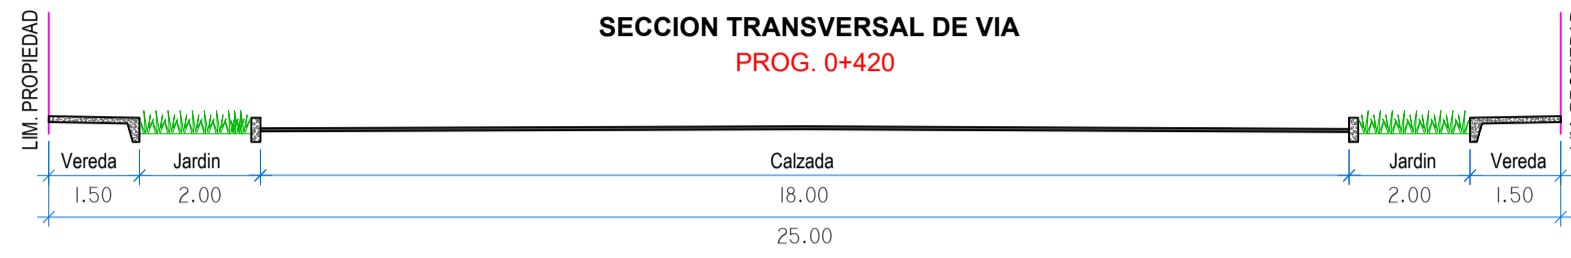 SECCION TRANSVERSAL DE VIA
PROG. 0+420
LIM. PROPIEDAD
Vereda Jardin Calzada Jardin Vereda
1.50 2.00 18.00 2.00 1.50
25.00